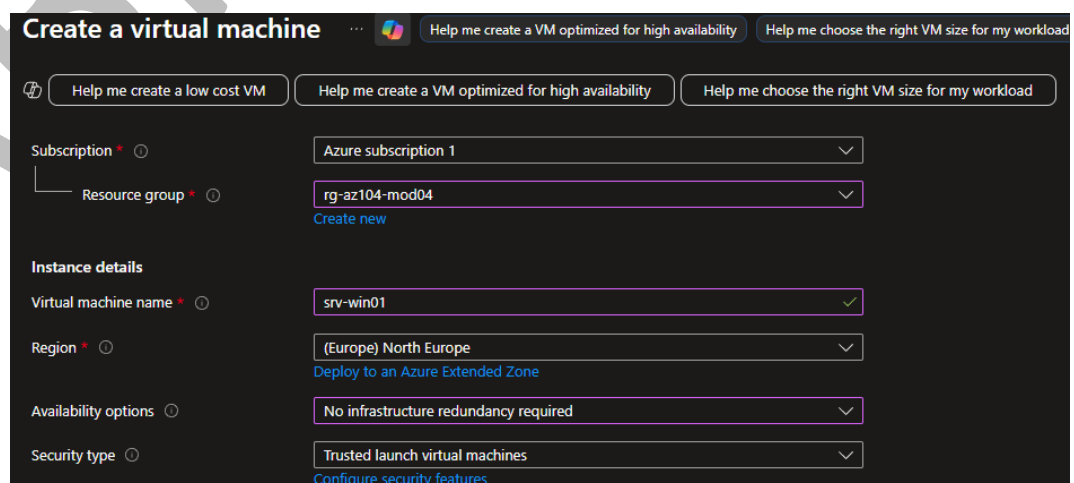 Create a virtual machine ... Help me create a VM optimized for high availability Help me choose the right VM size for my workload
Help me create a low cost VM Help me create a VM optimized for high availability Help me choose the right VM size for my workload
Subscription * Azure subscription 1
Resource group * rg-az104-mod04
Create new
Instance details
Virtual machine name * srv-win01
Region * (Europe) North Europe
Deploy to an Azure Extended Zone
Availability options No infrastructure redundancy required
Security type Trusted launch virtual machines
Configure security features